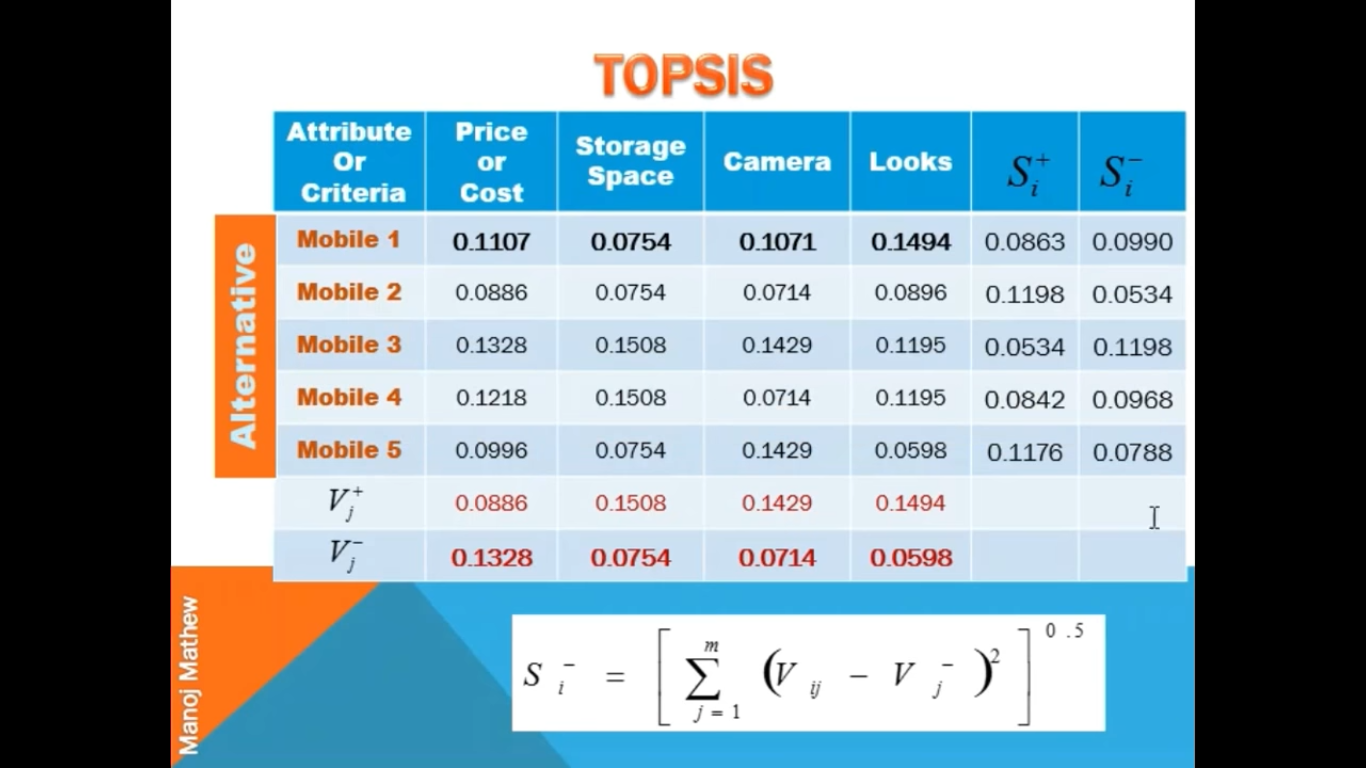 TOPSIS
Attribute Or Criteria | Price or Cost | Storage Space | Camera | Looks | S_i^+ | S_i^-
Alternative
Mobile 1 | 0.1107 | 0.0754 | 0.1071 | 0.1494 | 0.0863 | 0.0990
Mobile 2 | 0.0886 | 0.0754 | 0.0714 | 0.0896 | 0.1198 | 0.0534
Mobile 3 | 0.1328 | 0.1508 | 0.1429 | 0.1195 | 0.0534 | 0.1198
Mobile 4 | 0.1218 | 0.1508 | 0.0714 | 0.1195 | 0.0842 | 0.0968
Mobile 5 | 0.0996 | 0.0754 | 0.1429 | 0.0598 | 0.1176 | 0.0788
V_j^+ | 0.0886 | 0.1508 | 0.1429 | 0.1494
V_j^- | 0.1328 | 0.0754 | 0.0714 | 0.0598
S_i^- = [ ∑_{j=1}^{m} (V_{ij} − V_j^-)^2 ]^{0.5}
Manoj Mathew